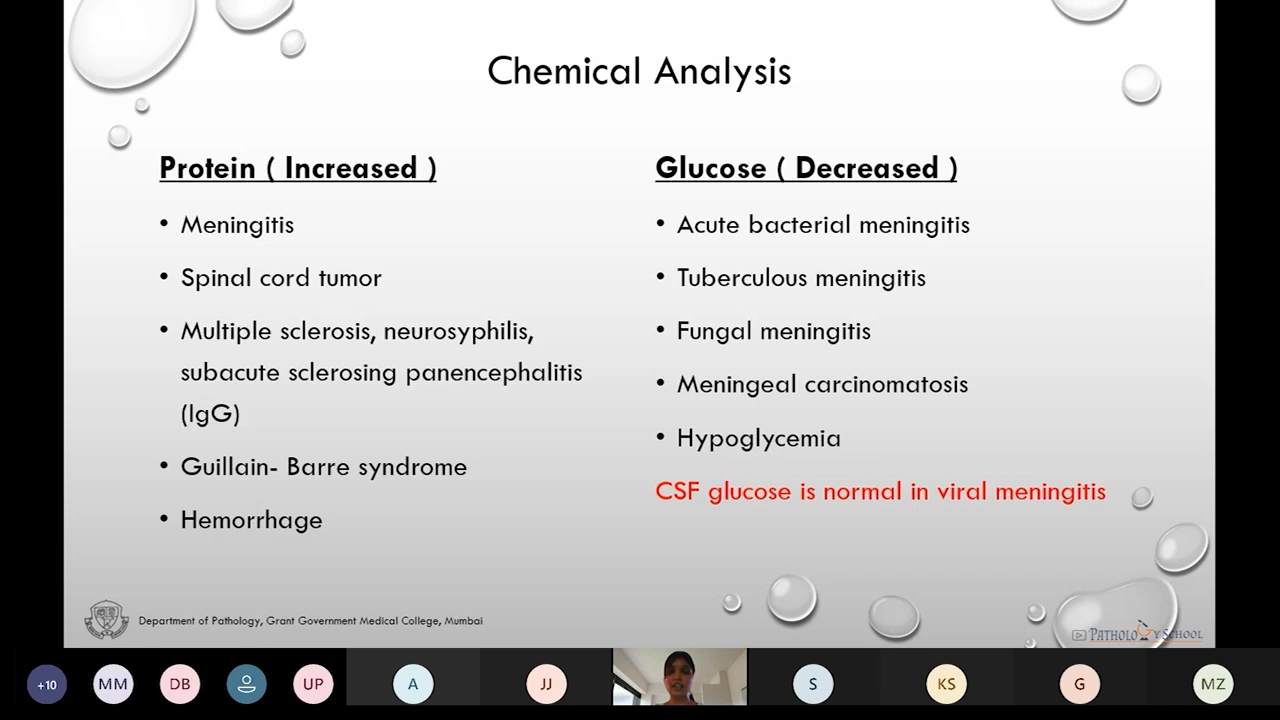 Chemical Analysis
Protein ( Increased )
• Meningitis
• Spinal cord tumor
• Multiple sclerosis, neurosyphilis,
subacute sclerosing panencephalitis
(IgG)
• Guillain- Barre syndrome
• Hemorrhage
Glucose ( Decreased )
• Acute bacterial meningitis
• Tuberculous meningitis
• Fungal meningitis
• Meningeal carcinomatosis
• Hypoglycemia
CSF glucose is normal in viral meningitis
Department of Pathology, Grant Government Medical College, Mumbai
PATHOLOGY SCHOOL
+10 MM DB UP A JJ S KS G MZ